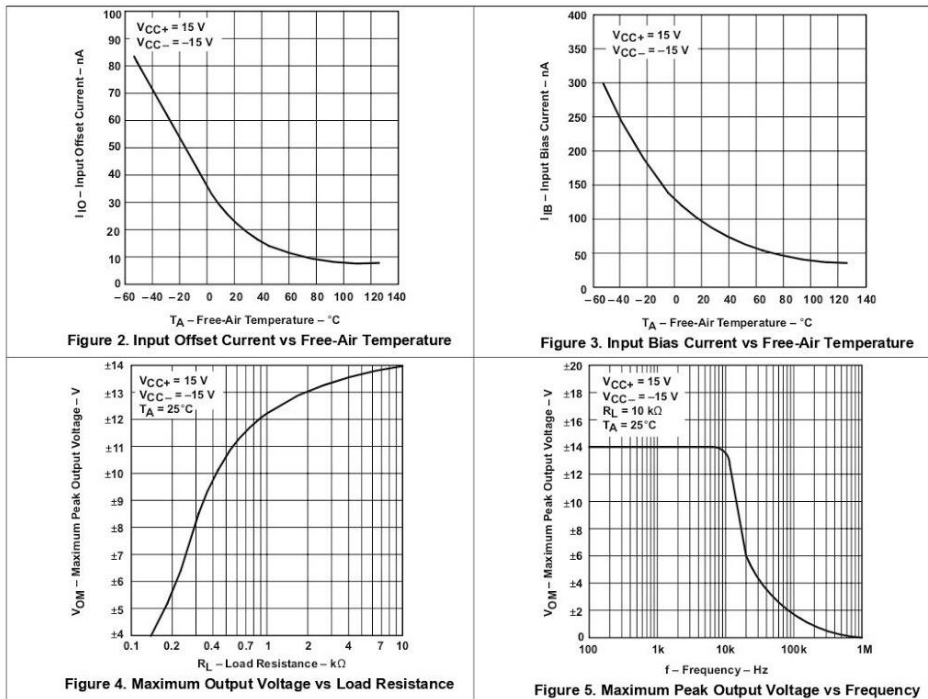 VCC+ = 15 V
VCC– = –15 V
IIO – Input Offset Current – nA
100
90
80
70
60
50
40
30
20
10
0
–60 –40 –20 0 20 40 60 80 100 120 140
TA – Free-Air Temperature – °C
Figure 2. Input Offset Current vs Free-Air Temperature
VCC+ = 15 V
VCC– = –15 V
IIB – Input Bias Current – nA
400
350
300
250
200
150
100
50
0
–60 –40 –20 0 20 40 60 80 100 120 140
TA – Free-Air Temperature – °C
Figure 3. Input Bias Current vs Free-Air Temperature
VCC+ = 15 V
VCC– = –15 V
TA = 25°C
VOM – Maximum Peak Output Voltage – V
±14
±13
±12
±11
±10
±9
±8
±7
±6
±5
±4
0.1 0.2 0.4 0.7 1 2 4 7 10
RL – Load Resistance – kΩ
Figure 4. Maximum Output Voltage vs Load Resistance
VCC+ = 15 V
VCC– = –15 V
RL = 10 kΩ
TA = 25°C
VOM – Maximum Peak Output Voltage – V
±20
±18
±16
±14
±12
±10
±8
±6
±4
±2
0
100 1k 10k 100k 1M
f – Frequency – Hz
Figure 5. Maximum Peak Output Voltage vs Frequency